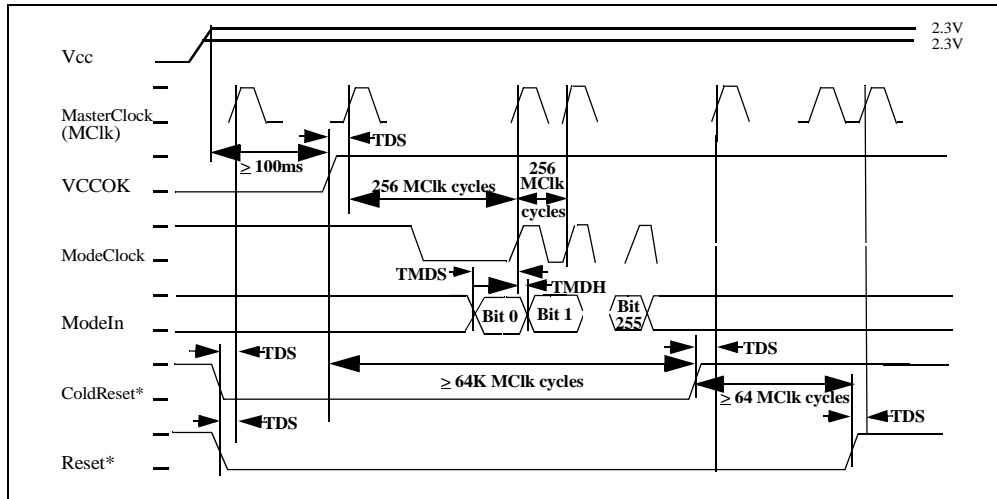 2.3V
2.3V
Vcc
MasterClock
(MClk)
TDS
≥ 100ms
VCCOK
256 MClk cycles
256
MClk
cycles
ModeClock
TMDS
TMDH
ModeIn
Bit 0
Bit 1
Bit
255
TDS
TDS
ColdReset*
≥ 64K MClk cycles
≥ 64 MClk cycles
TDS
TDS
Reset*